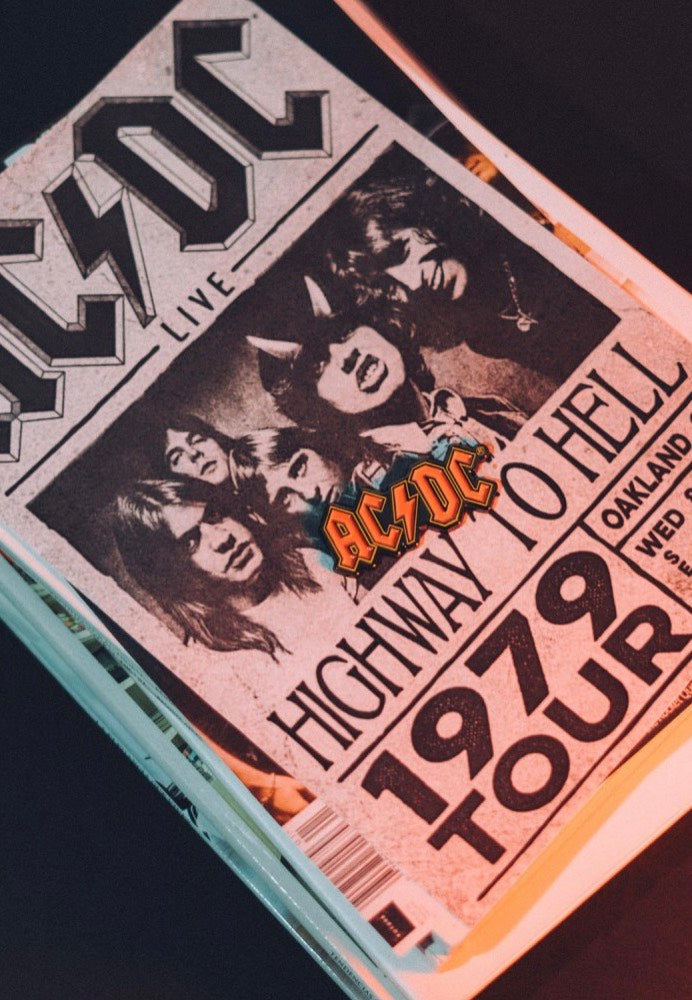 AC⚡DC
LIVE
AC⚡DC
HIGHWAY TO HELL
1979
TOUR
OAKLAND
WED